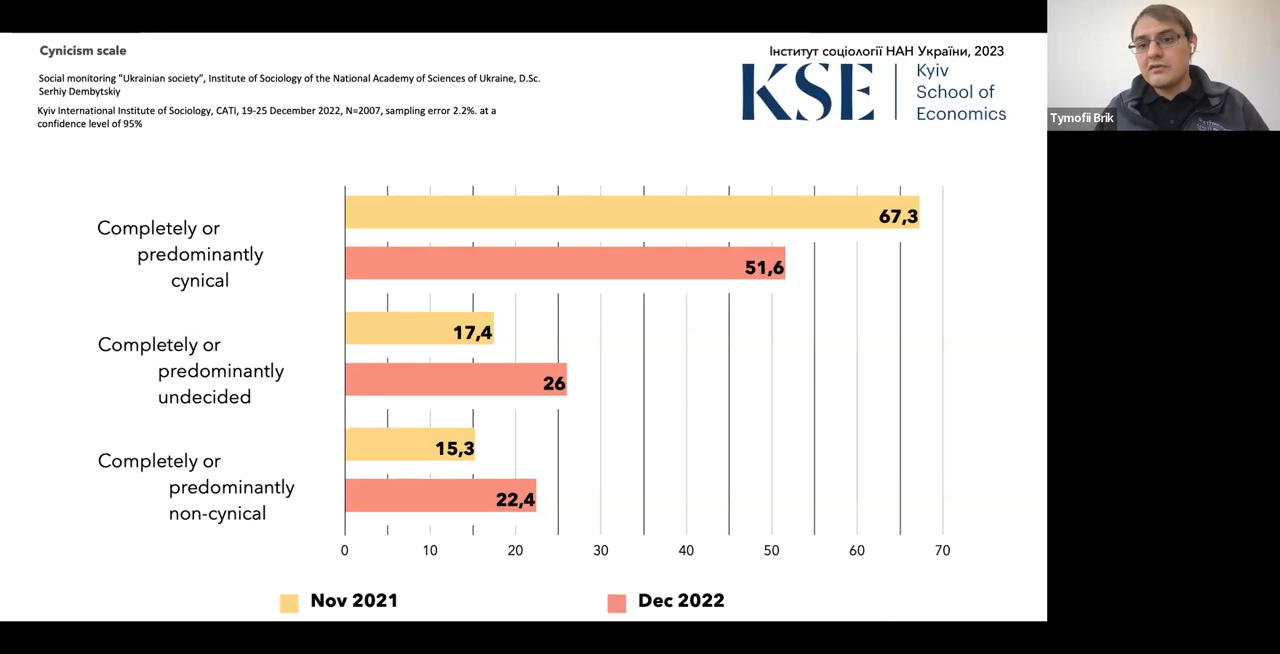 Cynicism scale
Social monitoring "Ukrainian society", Institute of Sociology of the National Academy of Sciences of Ukraine, D.Sc.
Serhiy Dembytskiy
Kyiv International Institute of Sociology, CATI, 19-25 December 2022, N=2007, sampling error 2.2%. at a
confidence level of 95%
Інститут соціології НАН України, 2023
KSE
Kyiv
School of
Economics
Tymofii Brik
Completely or
predominantly
cynical
67,3
51,6
Completely or
predominantly
undecided
17,4
26
Completely or
predominantly
non-cynical
15,3
22,4
0 10 20 30 40 50 60 70
Nov 2021 Dec 2022